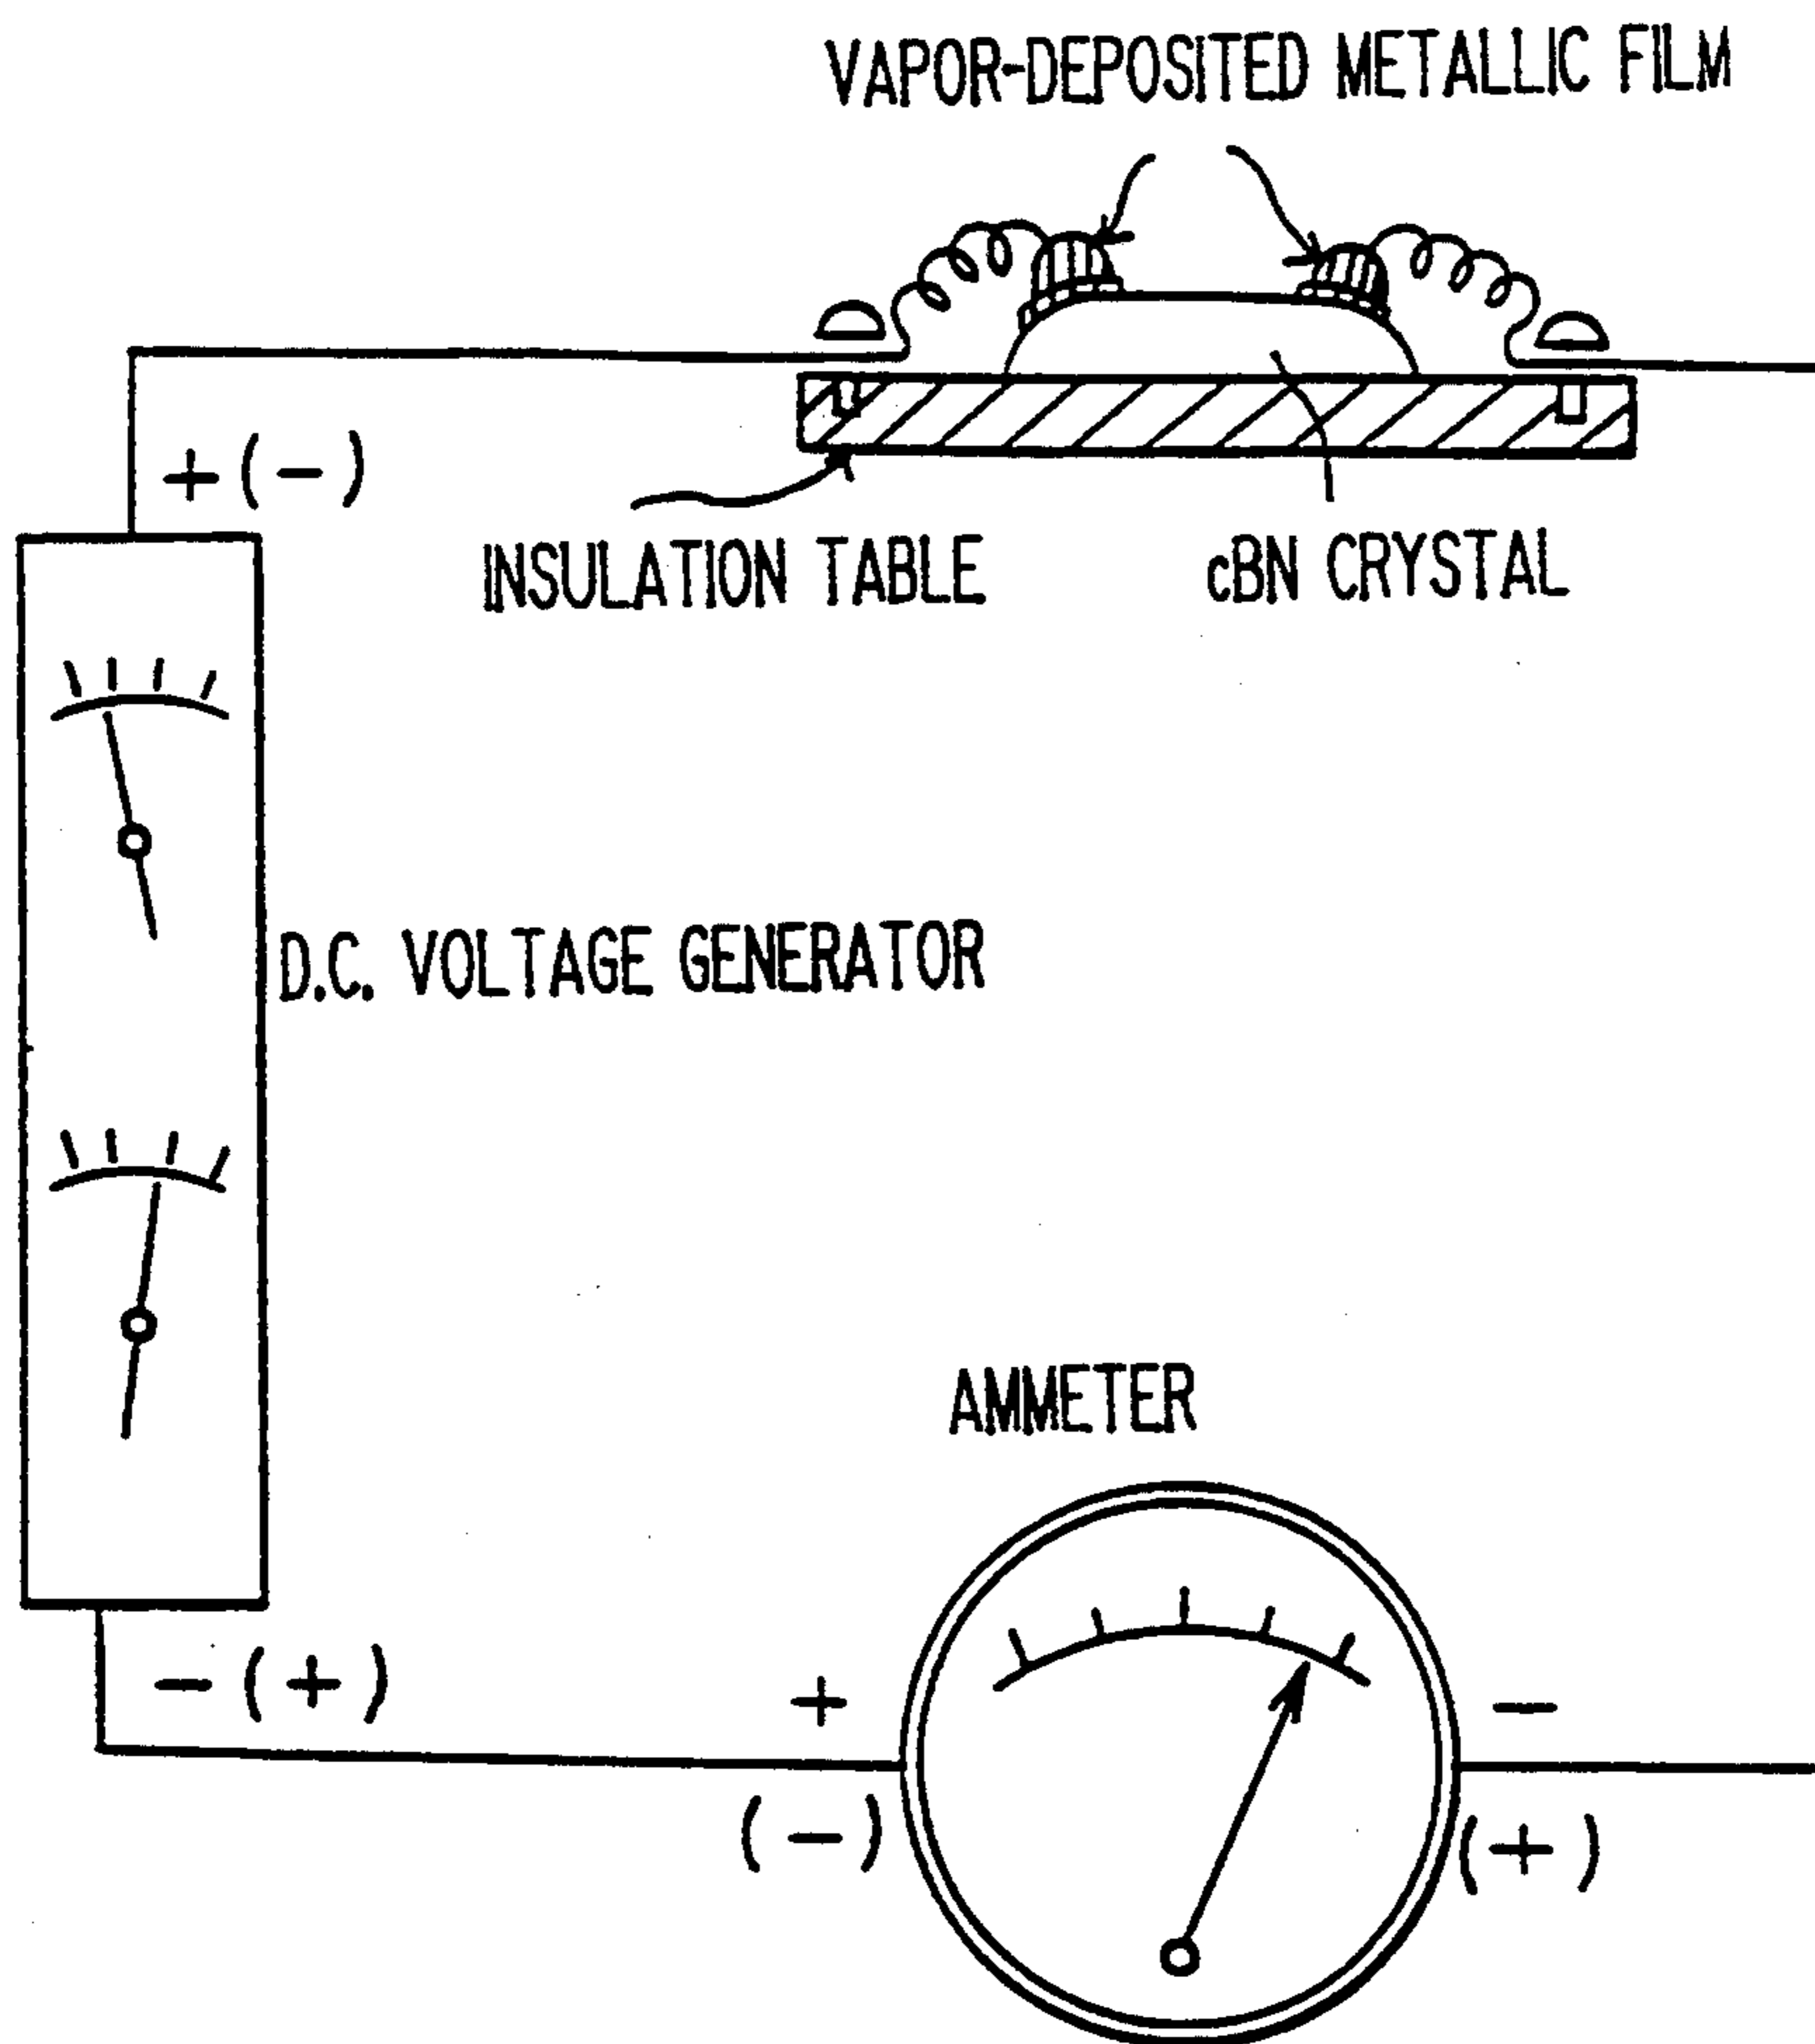 VAPOR-DEPOSITED METALLIC FILM
+(-)
INSULATION TABLE
cBN CRYSTAL
D.C. VOLTAGE GENERATOR
AMMETER
-(+)
+
-
(-)
(+)